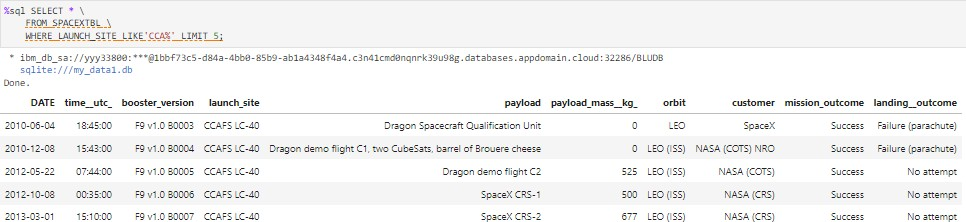 %sql SELECT * \
FROM SPACEXTBL \
WHERE LAUNCH_SITE LIKE'CCA%' LIMIT 5;
* ibm_db_sa://yyy33800:***@1bbf73c5-d84a-4bb0-85b9-ab1a4348f4a4.c3n41cmd0nqnrk39u98g.databases.appdomain.cloud:32286/BLUDB
sqlite:///my_data1.db
Done.
DATE time__utc_ booster_version launch_site payload payload_mass__kg_ orbit customer mission_outcome landing__outcome
2010-06-04 18:45:00 F9 v1.0 B0003 CCAFS LC-40 Dragon Spacecraft Qualification Unit 0 LEO SpaceX Success Failure (parachute)
2010-12-08 15:43:00 F9 v1.0 B0004 CCAFS LC-40 Dragon demo flight C1, two CubeSats, barrel of Brouere cheese 0 LEO (ISS) NASA (COTS) NRO Success Failure (parachute)
2012-05-22 07:44:00 F9 v1.0 B0005 CCAFS LC-40 Dragon demo flight C2 525 LEO (ISS) NASA (COTS) Success No attempt
2012-10-08 00:35:00 F9 v1.0 B0006 CCAFS LC-40 SpaceX CRS-1 500 LEO (ISS) NASA (CRS) Success No attempt
2013-03-01 15:10:00 F9 v1.0 B0007 CCAFS LC-40 SpaceX CRS-2 677 LEO (ISS) NASA (CRS) Success No attempt